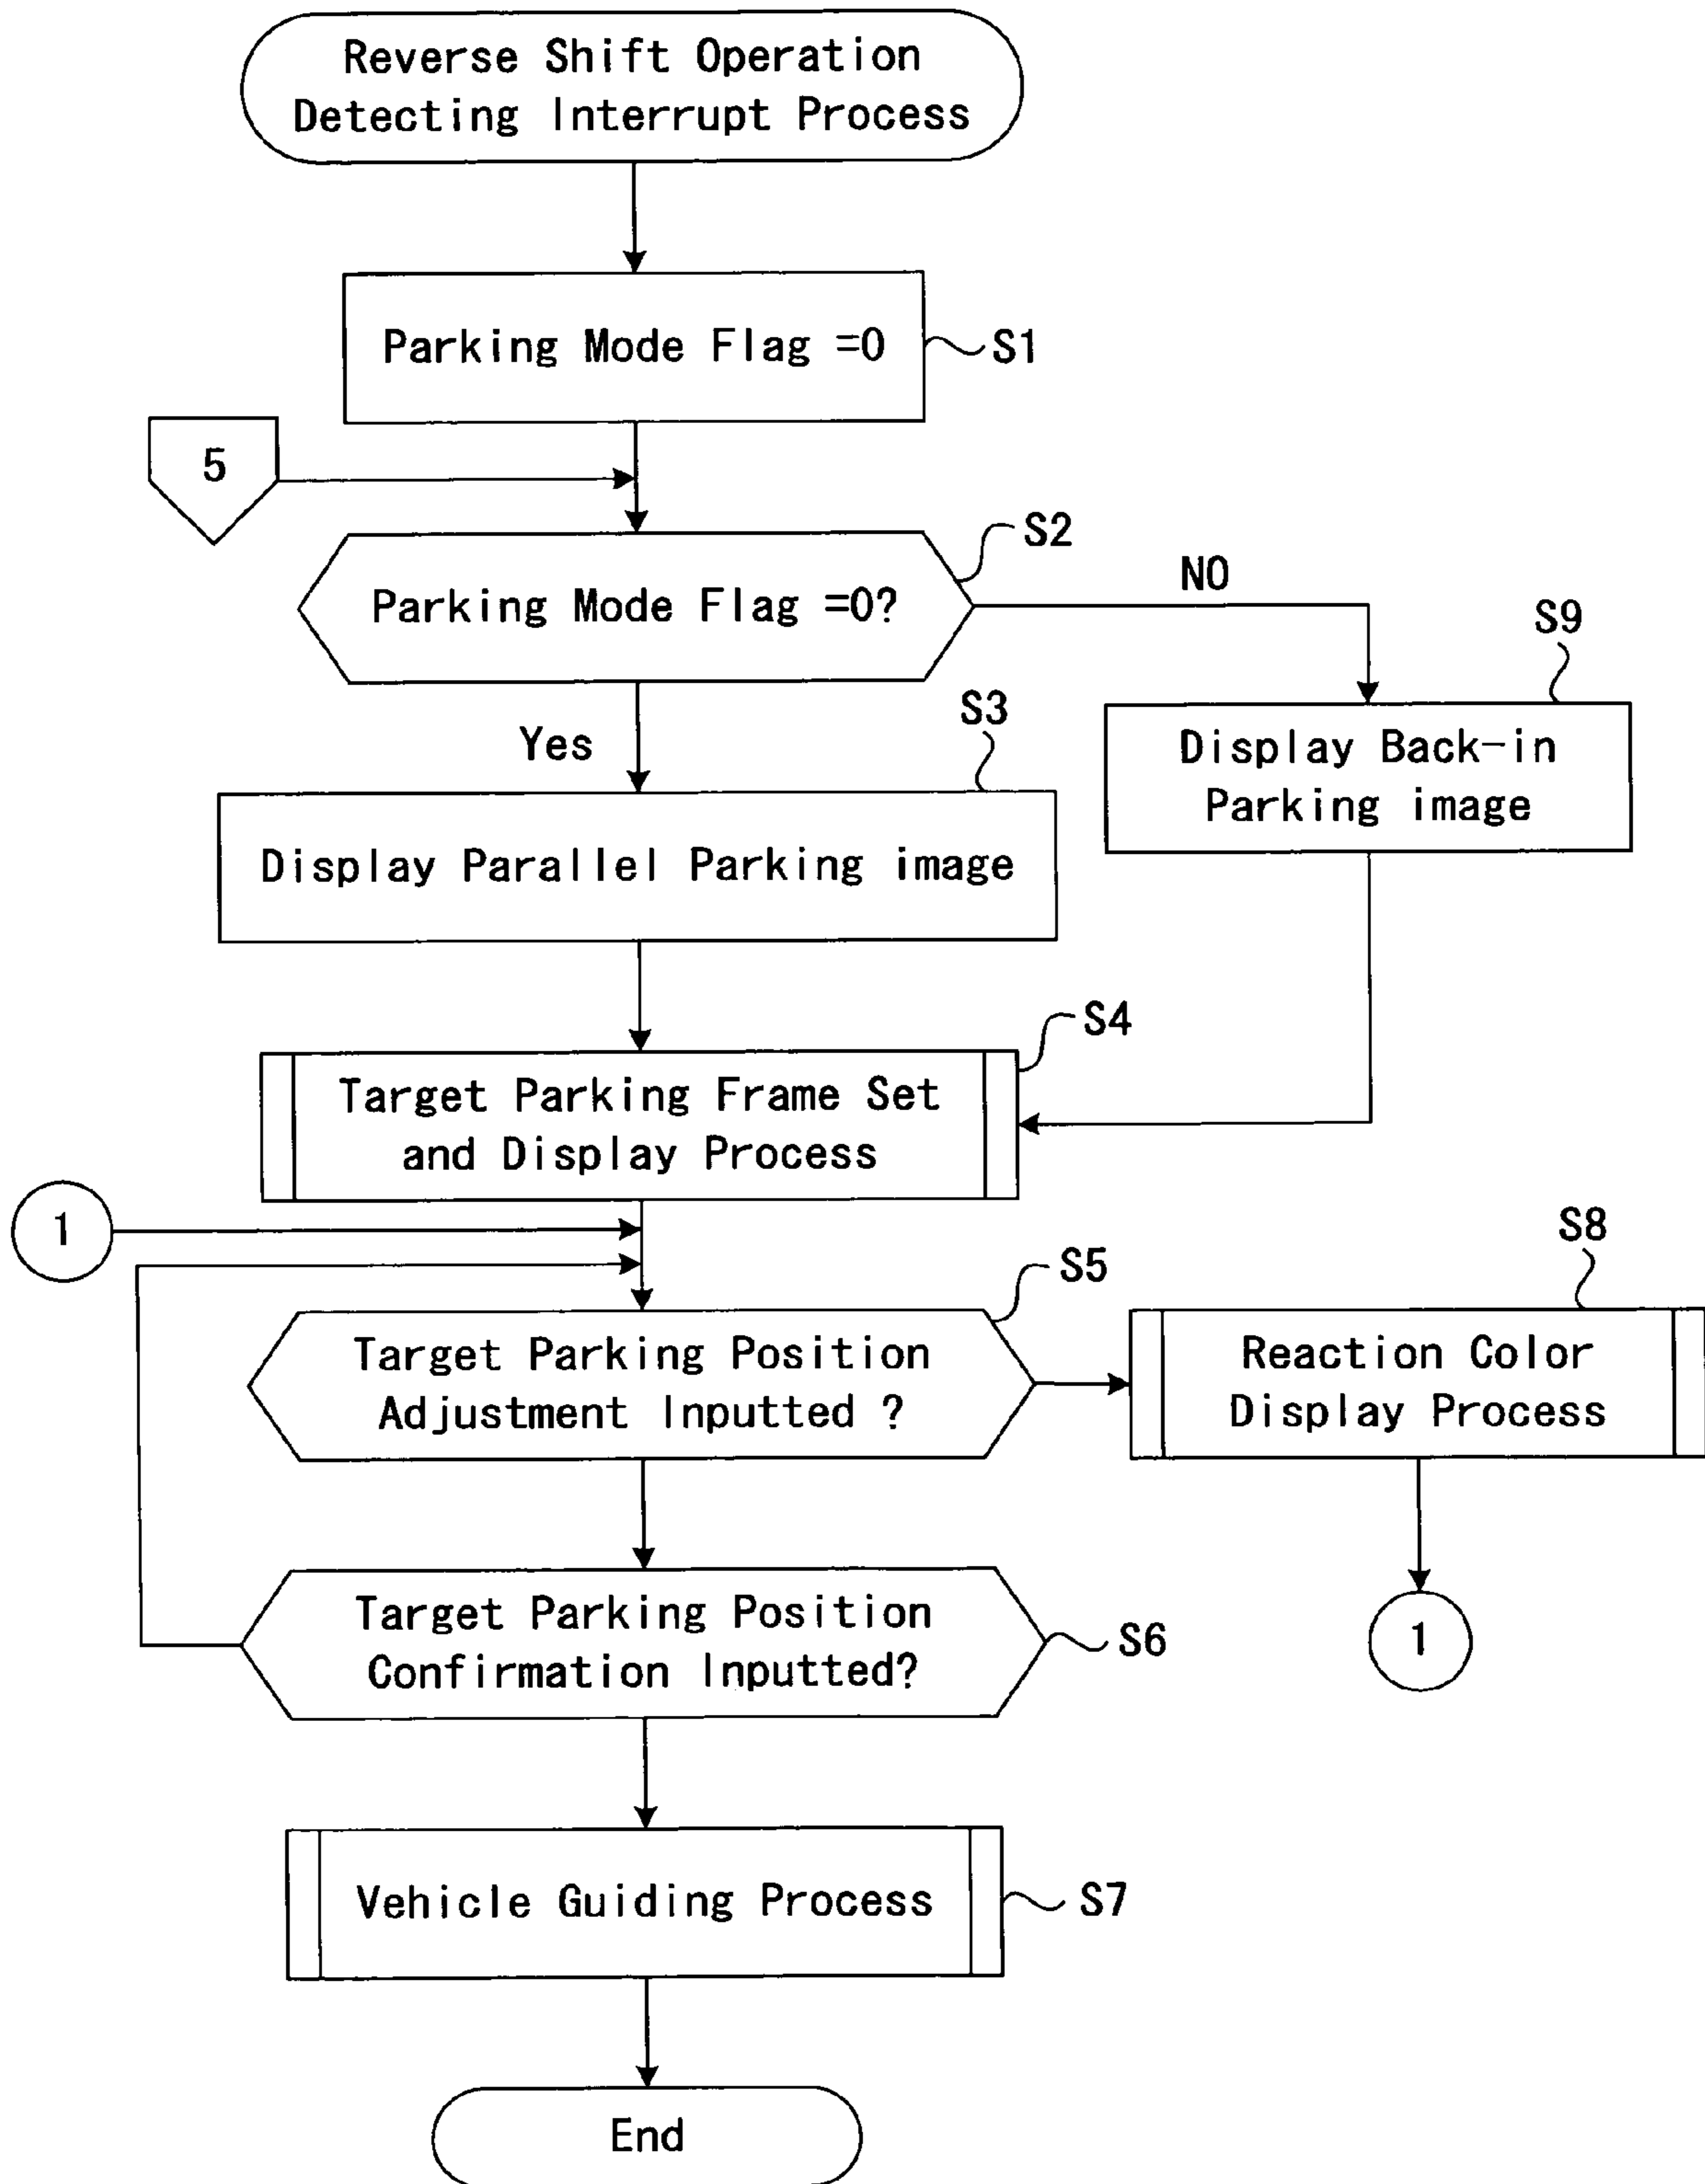 Reverse Shift Operation
Detecting Interrupt Process
Parking Mode Flag =0
S1
5
S2
Parking Mode Flag =0?
NO
S9
Yes
S3
Display Back-in
Parking image
Display Parallel Parking image
S4
Target Parking Frame Set
and Display Process
1
S5
S8
Target Parking Position
Adjustment Inputted ?
Reaction Color
Display Process
Target Parking Position
Confirmation Inputted?
S6
1
Vehicle Guiding Process
S7
End